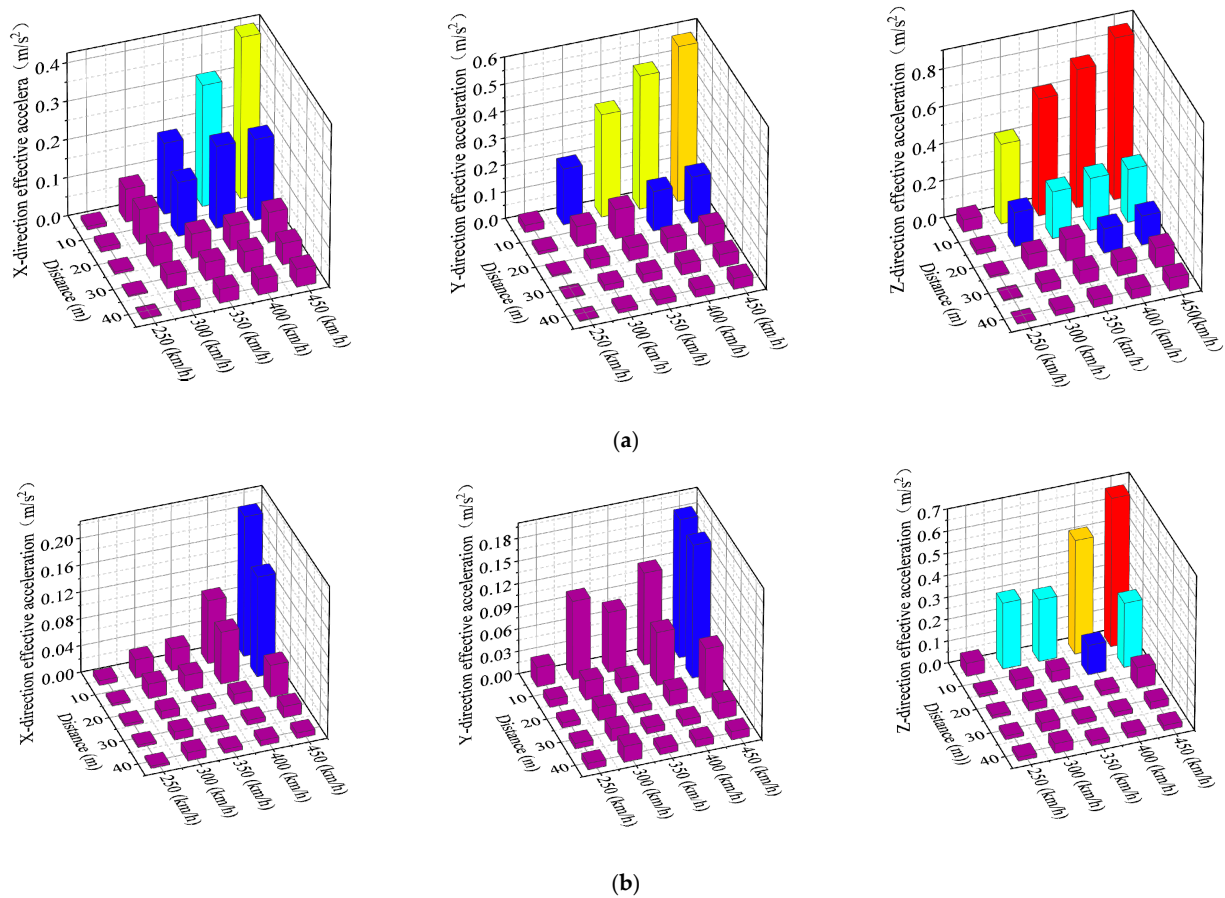 X-direction effective accelera（m/s²）
0.4
0.3
0.2
0.1
0.0
10
20
30
40
Distance (m)
250 (km/h)
300 (km/h)
350 (km/h)
400 (km/h)
450 (km h)
Y-direction effective acceleration（m/s²）
0.6
0.5
0.4
0.3
0.2
0.1
0.0
10
20
30
40
Distance (m)
250 (km/h)
300 (km/h)
350 (km/h)
400 (km/h)
450 (km h)
Z-direction effective acceleration（m/s²）
0.8
0.6
0.4
0.2
0.0
10
20
30
40
Distance (m)
250 (km/h)
300 (km/h）
350 (km/h）
400 (km/h）
450(km/h）
(a)
X-direction effective acceleration（m/s²）
0.20
0.16
0.12
0.08
0.04
0.00
10
20
30
40
Distance (m)
250 (km/h)
300 (km/h)
350 (km/h)
400 (km/h)
450 (km/h)
Y-direction effective acceleration（m/s²）
0.18
0.15
0.12
0.09
0.06
0.03
0.00
10
20
30
40
Distance (m)
250 (km/h)
300 (km/h)
350 (km/h)
400 (km/h)
450 (km/h)
Z-direction effective acceleration（m/s²）
0.7
0.6
0.5
0.4
0.3
0.2
0.1
0.0
10
20
30
40
Distance (m))
250 (km/h)
300 (km/h)
350 (km/h)
400 (km/h)
450 (km/h)
(b)